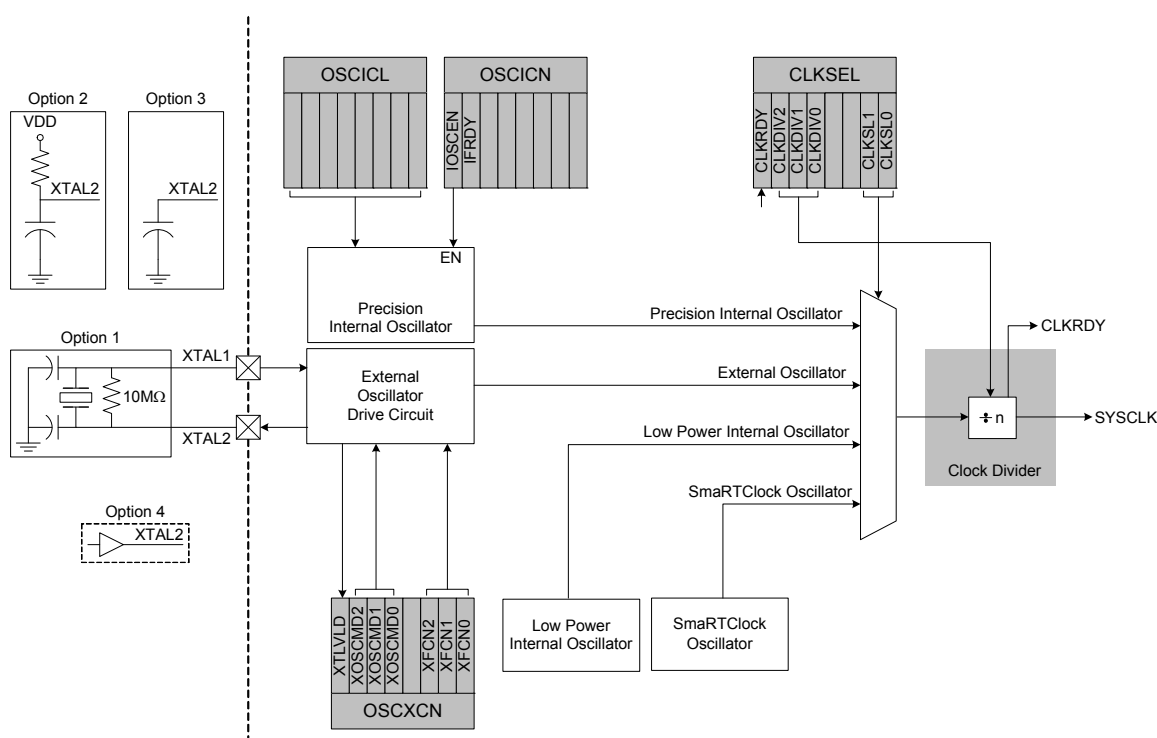 OSCICL
OSCICN
CLKSEL
Option 2
Option 3
VDD
XTAL2
XTAL2
IOSCEN
IFRDY
CLKRDY
CLKDIV2
CLKDIV1
CLKDIV0
CLKSL1
CLKSL0
EN
Precision
Internal Oscillator
Precision Internal Oscillator
CLKRDY
Option 1
XTAL1
10MΩ
XTAL2
External
Oscillator
Drive Circuit
External Oscillator
÷ n
SYSCLK
Low Power Internal Oscillator
Clock Divider
SmaRTClock Oscillator
Option 4
XTAL2
XTLVLD
XOSCMD2
XOSCMD1
XOSCMD0
XFCN2
XFCN1
XFCN0
OSCXCN
Low Power
Internal Oscillator
SmaRTClock
Oscillator